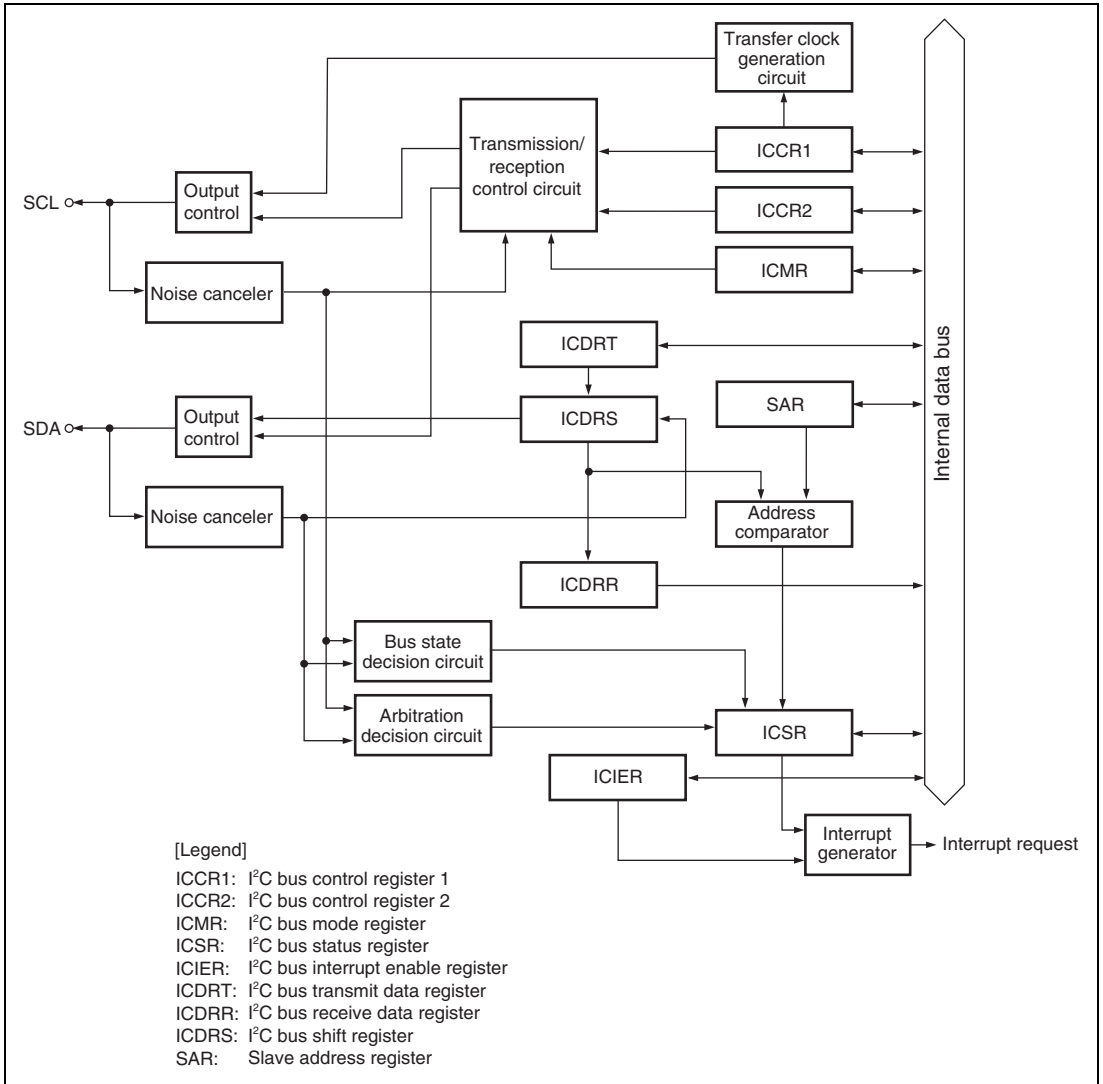 Transfer clock
generation
circuit
Transmission/
reception
control circuit
ICCR1
SCL
Output
control
ICCR2
ICMR
Noise canceler
ICDRT
Internal data bus
SAR
SDA
Output
control
ICDRS
Noise canceler
Address
comparator
ICDRR
Bus state
decision circuit
Arbitration
decision circuit
ICSR
ICIER
Interrupt
generator
Interrupt request
[Legend]
ICCR1: I²C bus control register 1
ICCR2: I²C bus control register 2
ICMR: I²C bus mode register
ICSR: I²C bus status register
ICIER: I²C bus interrupt enable register
ICDRT: I²C bus transmit data register
ICDRR: I²C bus receive data register
ICDRS: I²C bus shift register
SAR: Slave address register